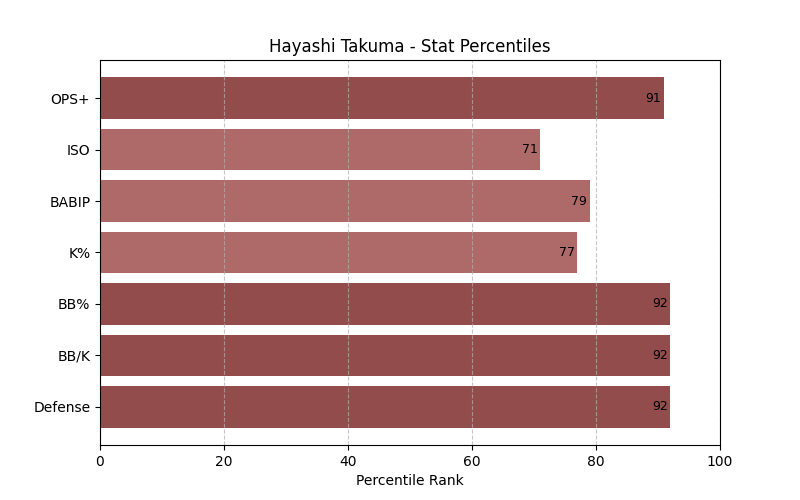 Hayashi Takuma - Stat Percentiles
OPS+ 91
ISO 71
BABIP 79
K% 77
BB% 92
BB/K 92
Defense 92
0 20 40 60 80 100
Percentile Rank